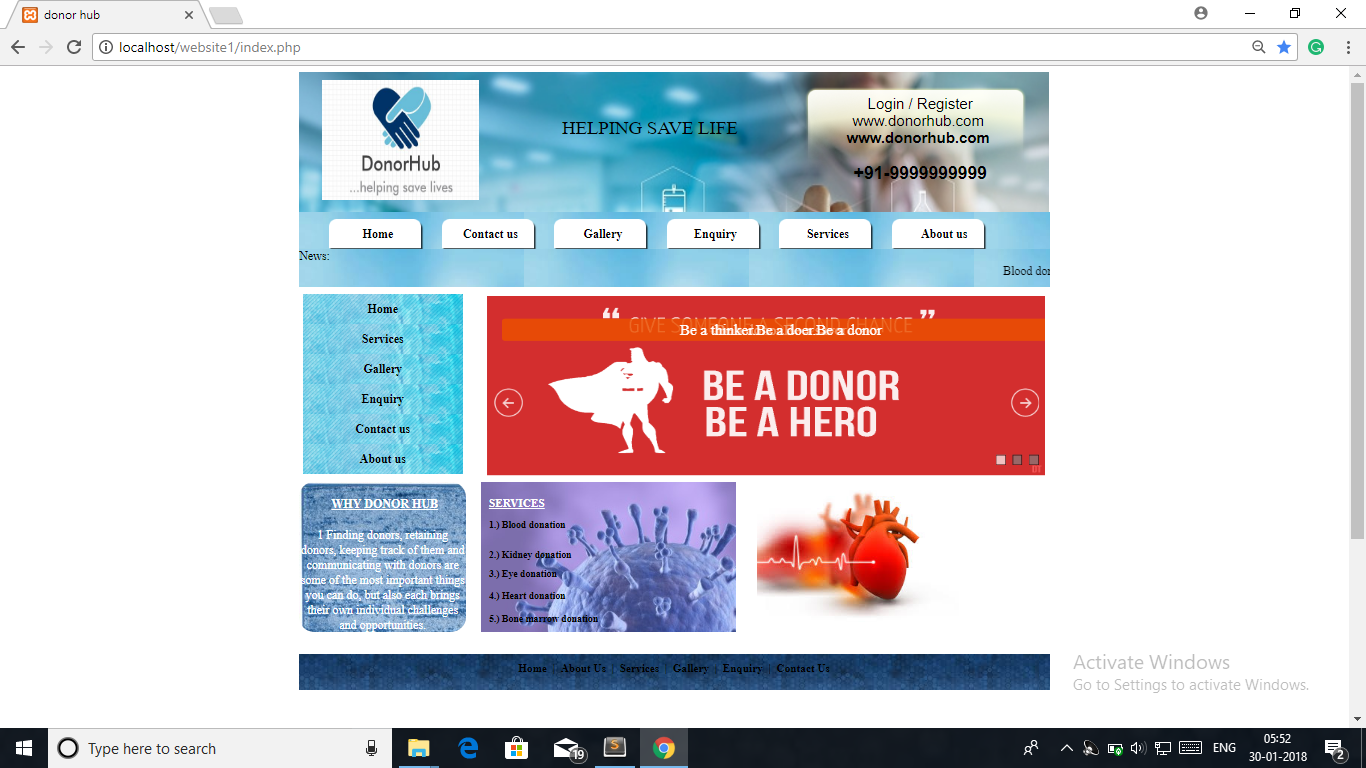 donor hub
localhost/website1/index.php
DonorHub
...helping save lives
HELPING SAVE LIFE
Login / Register
www.donorhub.com
www.donorhub.com
+91-9999999999
Home Contact us Gallery Enquiry Services About us
News:
Blood don
Home
Services
Gallery
Enquiry
Contact us
About us
“ GIVE SOMEONE A SECOND CHANCE ”
Be a thinker.Be a doer.Be a donor
BE A DONOR
BE A HERO
WHY DONOR HUB
1 Finding donors, retaining
donors, keeping track of them and
communicating with donors are
some of the most important things
you can do, but also each brings
their own individual challenges
and opportunities.
SERVICES
1.) Blood donation
2.) Kidney donation
3.) Eye donation
4.) Heart donation
5.) Bone marrow donation
Home | About Us | Services | Gallery | Enquiry | Contact Us
Activate Windows
Go to Settings to activate Windows.
Type here to search
19
S
ENG
05:52
30-01-2018
2